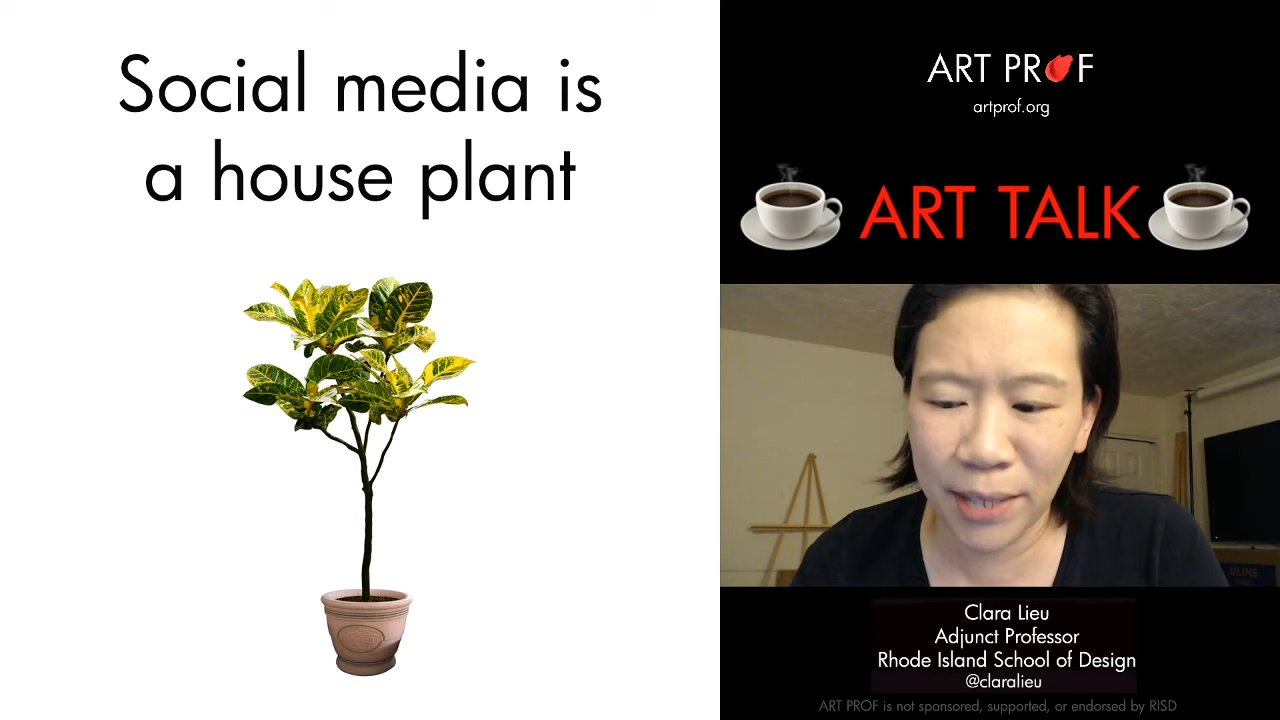 Social media is
a house plant
ART PROF
artprof.org
ART TALK
Clara Lieu
Adjunct Professor
Rhode Island School of Design
@claralieu
ART PROF is not sponsored, supported, or endorsed by RISD